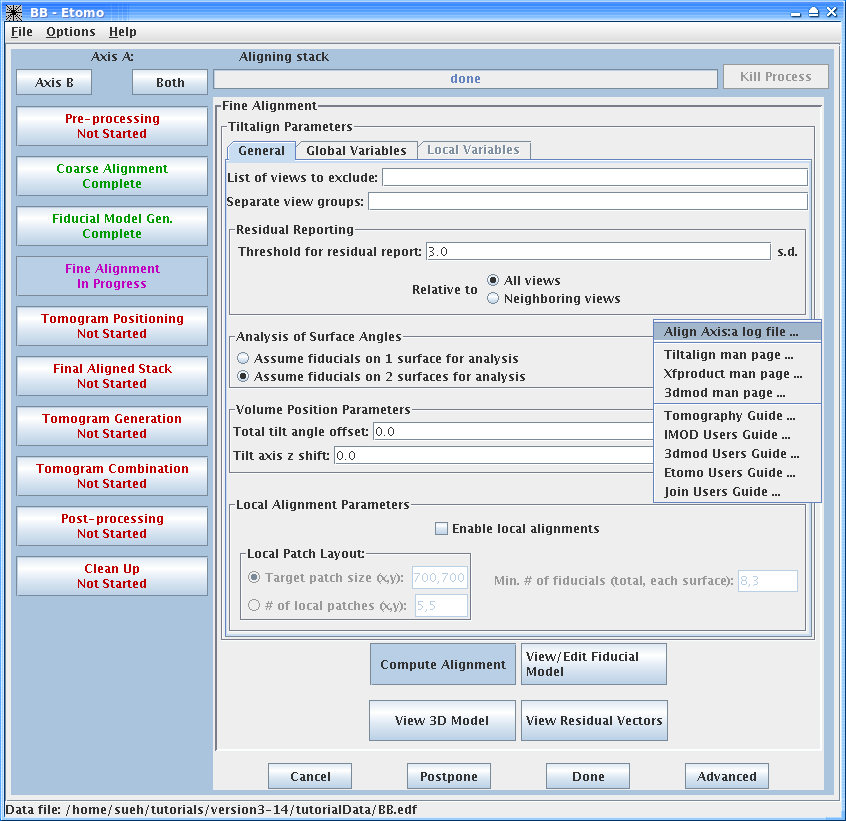 BB - Etomo
File Options Help
Axis A:
Aligning stack
Axis B
Both
done
Kill Process
Pre-processing
Not Started
Coarse Alignment
Complete
Fiducial Model Gen.
Complete
Fine Alignment
In Progress
Tomogram Positioning
Not Started
Final Aligned Stack
Not Started
Tomogram Generation
Not Started
Tomogram Combination
Not Started
Post-processing
Not Started
Clean Up
Not Started
Fine Alignment
Tiltalign Parameters
General
Global Variables
Local Variables
List of views to exclude:
Separate view groups:
Residual Reporting
Threshold for residual report: 3.0 s.d.
Relative to
All views
Neighboring views
Analysis of Surface Angles
Assume fiducials on 1 surface for analysis
Assume fiducials on 2 surfaces for analysis
Volume Position Parameters
Total tilt angle offset: 0.0
Tilt axis z shift: 0.0
Align Axis:a log file ...
Tiltalign man page ...
Xfproduct man page ...
3dmod man page ...
Tomography Guide ...
IMOD Users Guide ...
3dmod Users Guide ...
Etomo Users Guide ...
Join Users Guide ...
Local Alignment Parameters
Enable local alignments
Local Patch Layout:
Target patch size (x,y): 700,700
# of local patches (x,y): 5,5
Min. # of fiducials (total, each surface): 8,3
Compute Alignment
View/Edit Fiducial
Model
View 3D Model
View Residual Vectors
Cancel
Postpone
Done
Advanced
Data file: /home/sueh/tutorials/version3-14/tutorialData/BB.edf